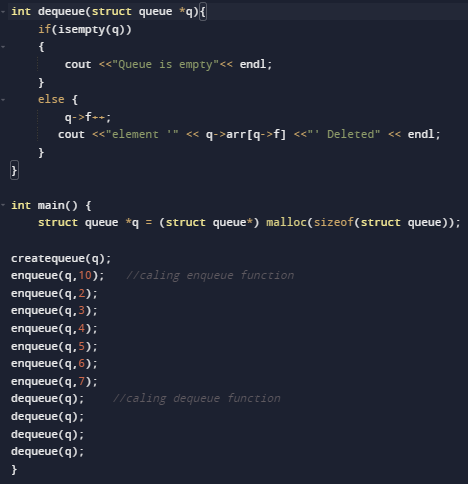 int dequeue(struct queue *q){
    if(isempty(q))
    {
        cout <<"Queue is empty"<< endl;
    }
    else {
        q->f++;
       cout <<"element '" << q->arr[q->f] <<"' Deleted" << endl;
    }
}
int main() {
    struct queue *q = (struct queue*) malloc(sizeof(struct queue));
createqueue(q);
enqueue(q,10);   //caling enqueue function
enqueue(q,2);
enqueue(q,3);
enqueue(q,4);
enqueue(q,5);
enqueue(q,6);
enqueue(q,7);
dequeue(q);    //caling dequeue function
dequeue(q);
dequeue(q);
dequeue(q);
}